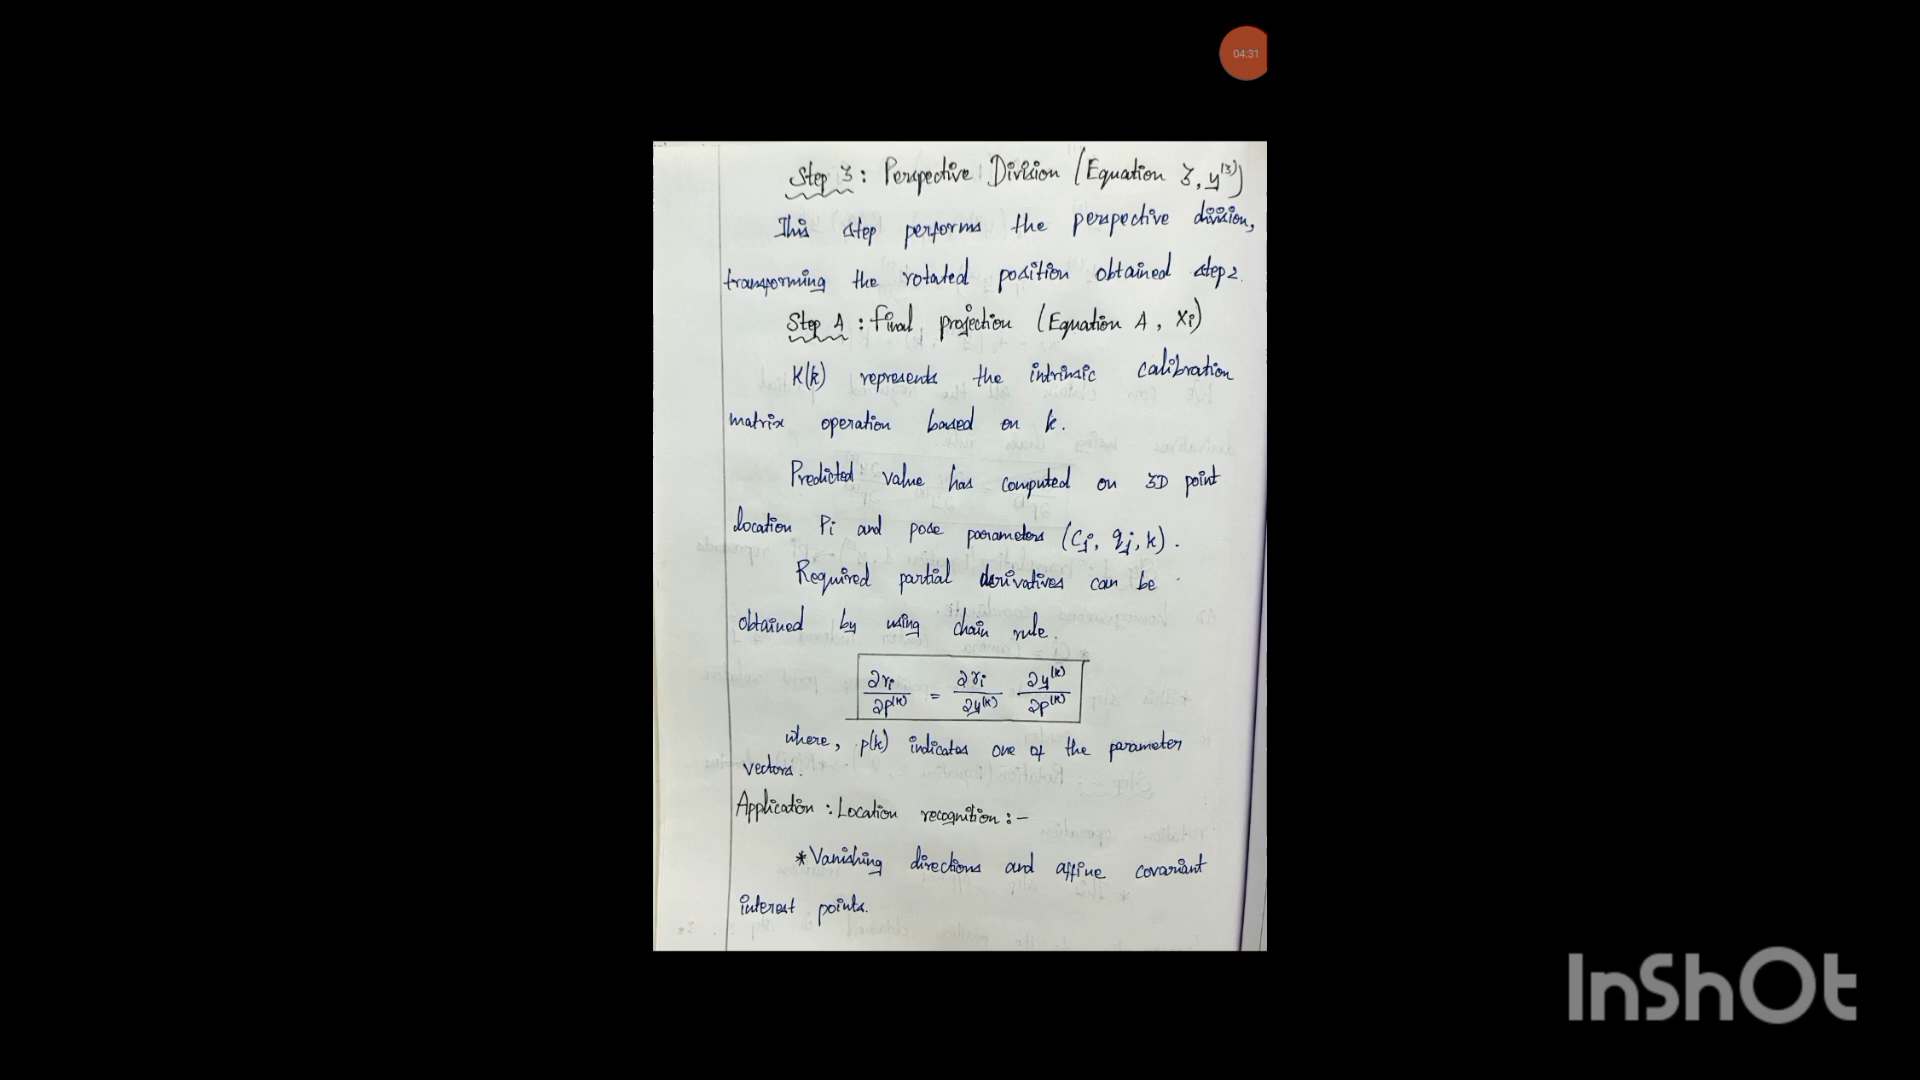 04:31
Step 3: Perspective Division (Equation 3, y⁽³⁾)
This step performs the perspective division,
transforming the rotated position obtained step2.
Step 4: Final projection (Equation 4, Xi)
K(k) represents the intrinsic calibration
matrix operation based on k.
Predicted value has computed on 3D point
location Pi and pose parameters (Cj, qj, k).
Required partial derivatives can be
obtained by using chain rule.
∂ri/∂p⁽ᵏ⁾ = ∂ri/∂y⁽ᵏ⁾ ∂y⁽ᵏ⁾/∂p⁽ᵏ⁾
where, p(k) indicates one of the parameter
vectors.
Application: Location recognition:-
*Vanishing directions and affine covariant
interest points.
InShOt